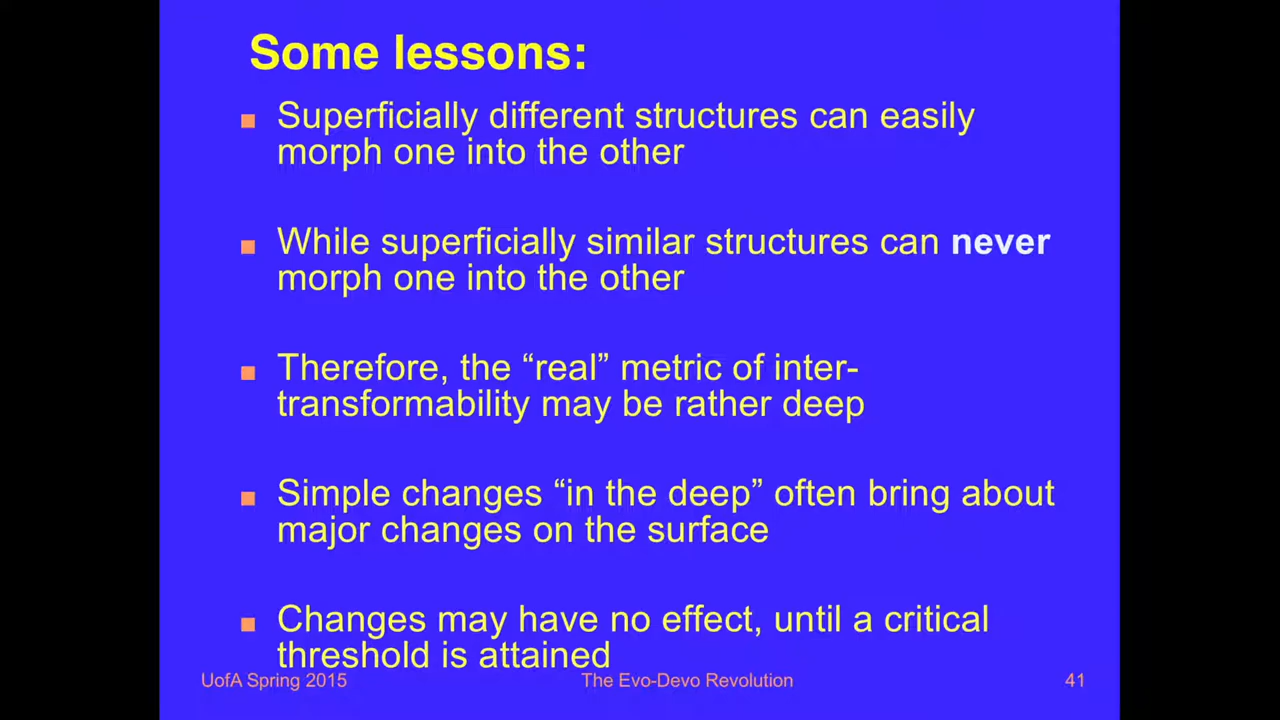 Some lessons:
Superficially different structures can easily
morph one into the other
While superficially similar structures can never
morph one into the other
Therefore, the “real” metric of inter-
transformability may be rather deep
Simple changes “in the deep” often bring about
major changes on the surface
Changes may have no effect, until a critical
threshold is attained
UofA Spring 2015 The Evo-Devo Revolution 41